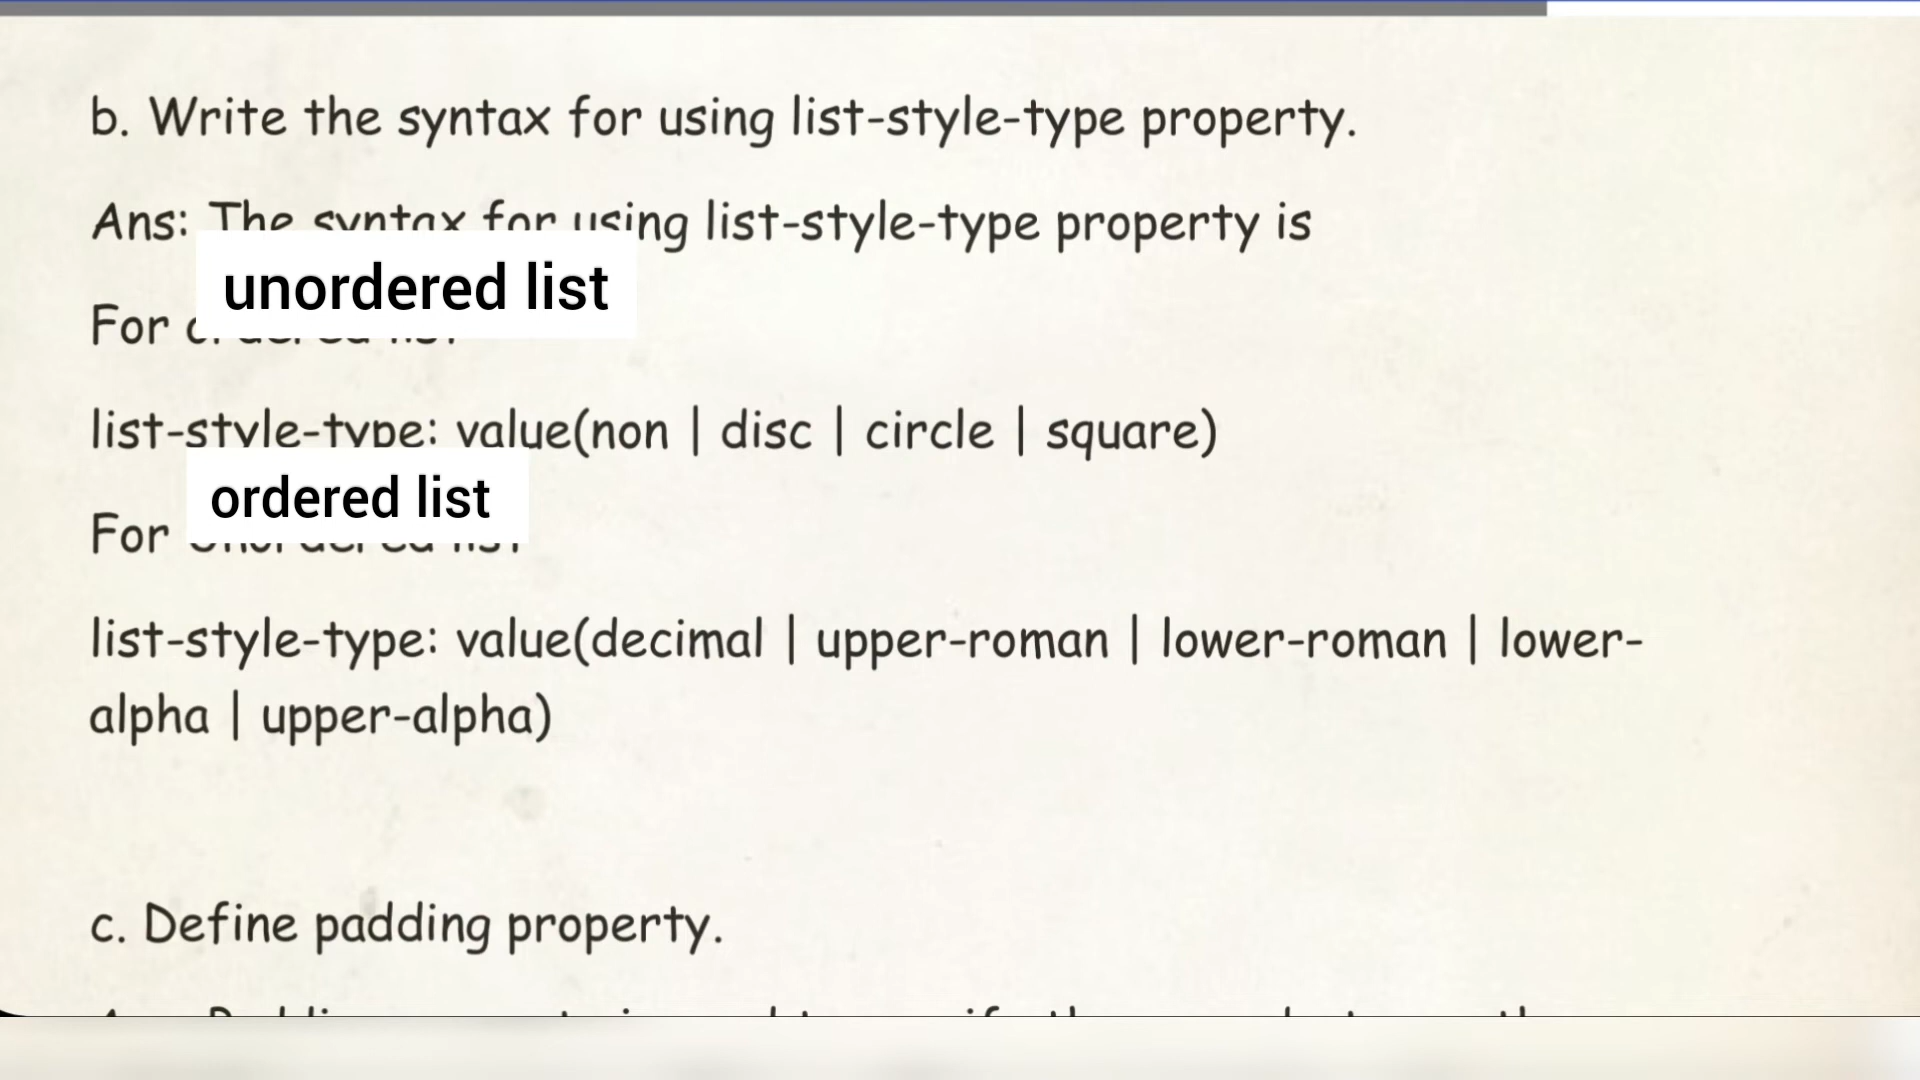 b. Write the syntax for using list-style-type property.
Ans: The syntax for using list-style-type property is
unordered list
For
list-style-type: value(non | disc | circle | square)
ordered list
For
list-style-type: value(decimal | upper-roman | lower-roman | lower-
alpha | upper-alpha)
c. Define padding property.